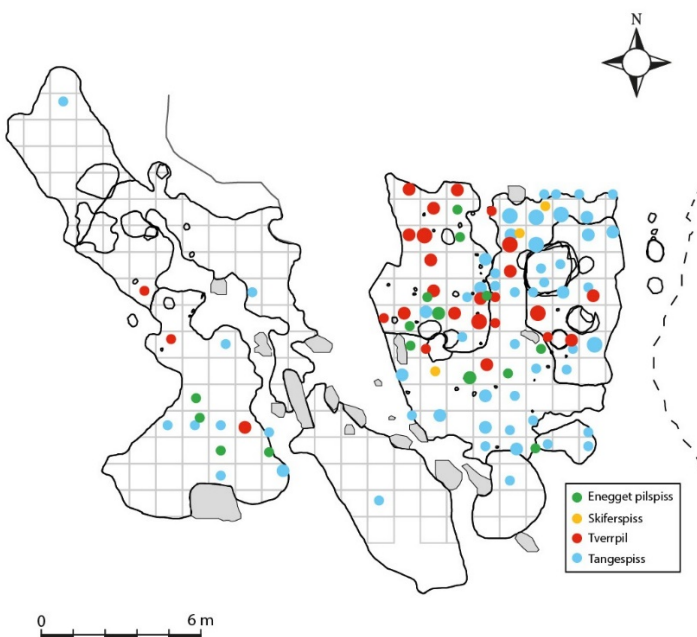 N
Enegget pilspiss
Skiferspiss
Tverrpil
Tangespiss
0 6 m